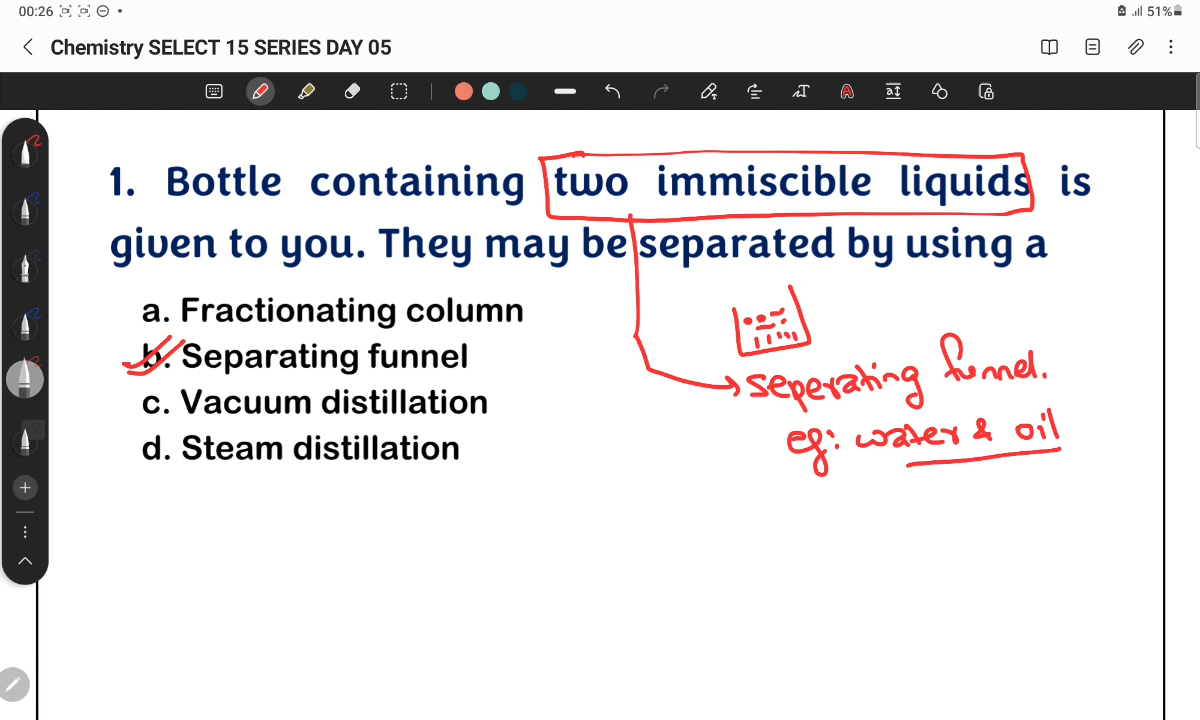 00:26
51%
Chemistry SELECT 15 SERIES DAY 05
1. Bottle containing two immiscible liquids is
given to you. They may be separated by using a
a. Fractionating column
b. Separating funnel
c. Vacuum distillation
d. Steam distillation
seperating funnel.
eg: water & oil